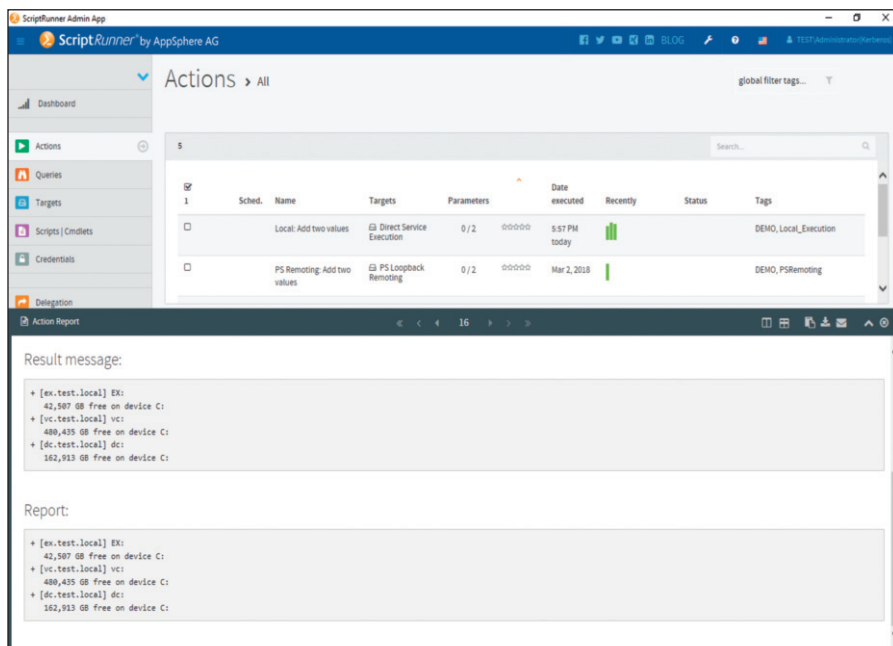 ScriptRunner Admin App
ScriptRunner® by AppSphere AG
BLOG
TEST\Administrator(Kerberos)
Actions > All
global filter tags...
Dashboard
Actions
Queries
Targets
Scripts | Cmdlets
Credentials
Delegation
5
Search...
1 Sched. Name Targets Parameters Date executed Recently Status Tags
Local: Add two values Direct Service Execution 0 / 2 5:57 PM today DEMO, Local_Execution
PS Remoting: Add two values PS Loopback Remoting 0 / 2 Mar 2, 2018 DEMO, PSRemoting
Action Report
16
Result message:
+ [ex.test.local] EX:
42,507 GB free on device C:
+ [vc.test.local] vc:
480,435 GB free on device C:
+ [dc.test.local] dc:
162,913 GB free on device C:
Report:
+ [ex.test.local] EX:
42,507 GB free on device C:
+ [vc.test.local] vc:
480,435 GB free on device C:
+ [dc.test.local] dc:
162,913 GB free on device C: